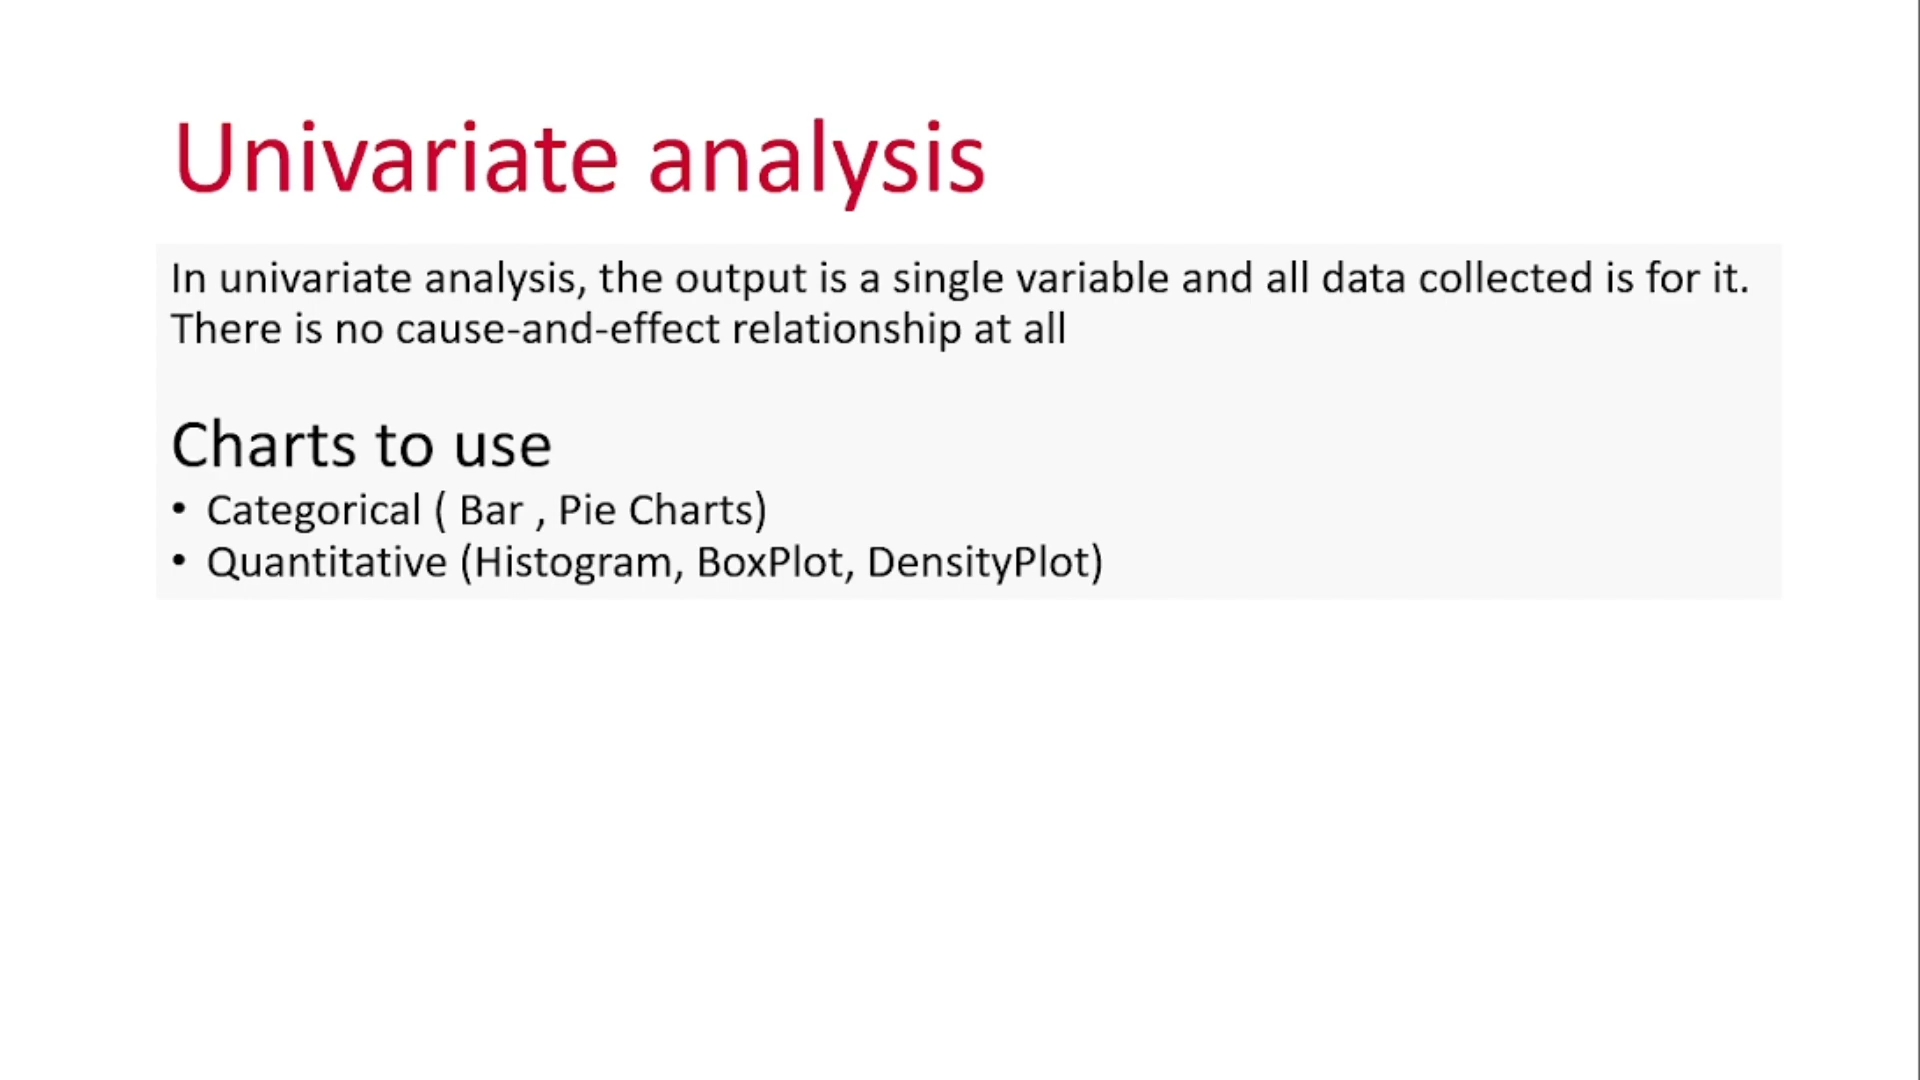 Univariate analysis
In univariate analysis, the output is a single variable and all data collected is for it.
There is no cause-and-effect relationship at all
Charts to use
• Categorical ( Bar , Pie Charts)
• Quantitative (Histogram, BoxPlot, DensityPlot)